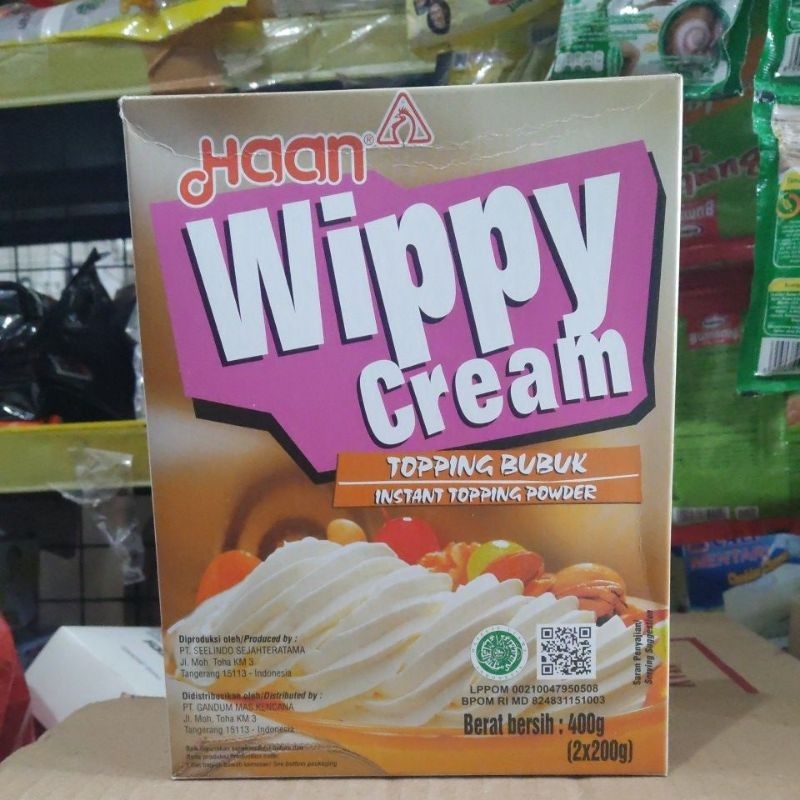 Haan®
Wippy
Cream
TOPPING BUBUK
INSTANT TOPPING POWDER
Diproduksi oleh/Produced by :
PT. SEELINDO SEJAHTERATAMA
Jl. Moh. Toha KM 3
Tangerang 15113 - Indonesia
Didistribusikan oleh/Distributed by :
PT. GANDUM MAS KENCANA
Jl. Moh. Toha KM 3
Tangerang 15113 - Indonesia
Saran Penyajian/
Serving Suggestion
LPPOM 00210047950508
BPOM RI MD 824831151003
Berat bersih : 400g
(2x200g)